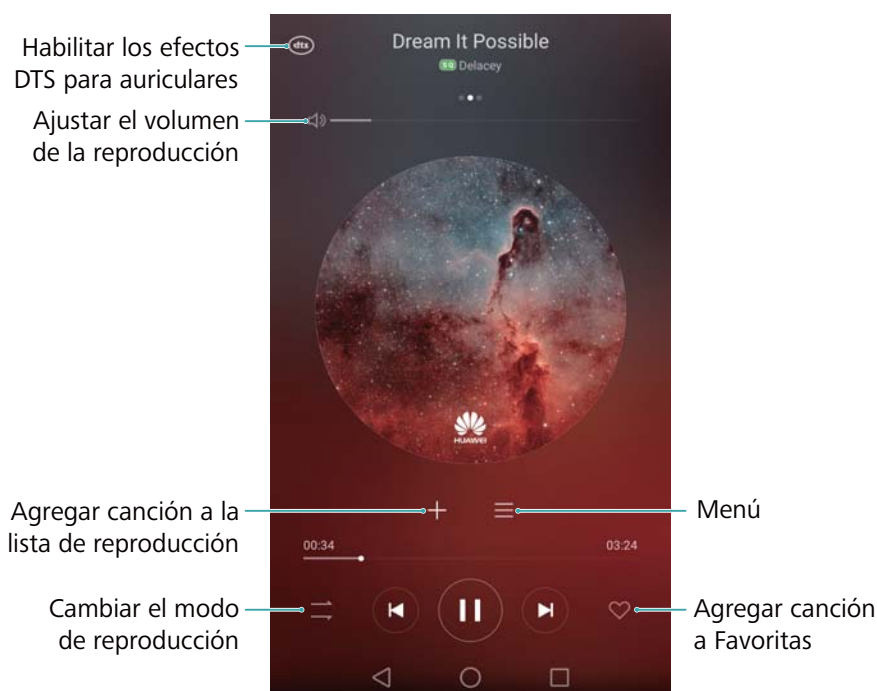 Habilitar los efectos
DTS para auriculares
dts
Dream It Possible
SQ Delacey
Ajustar el volumen
de la reproducción
HUAWEI
Agregar canción a la
lista de reproducción
Menú
00:34
03:24
Cambiar el modo
de reproducción
Agregar canción
a Favoritas